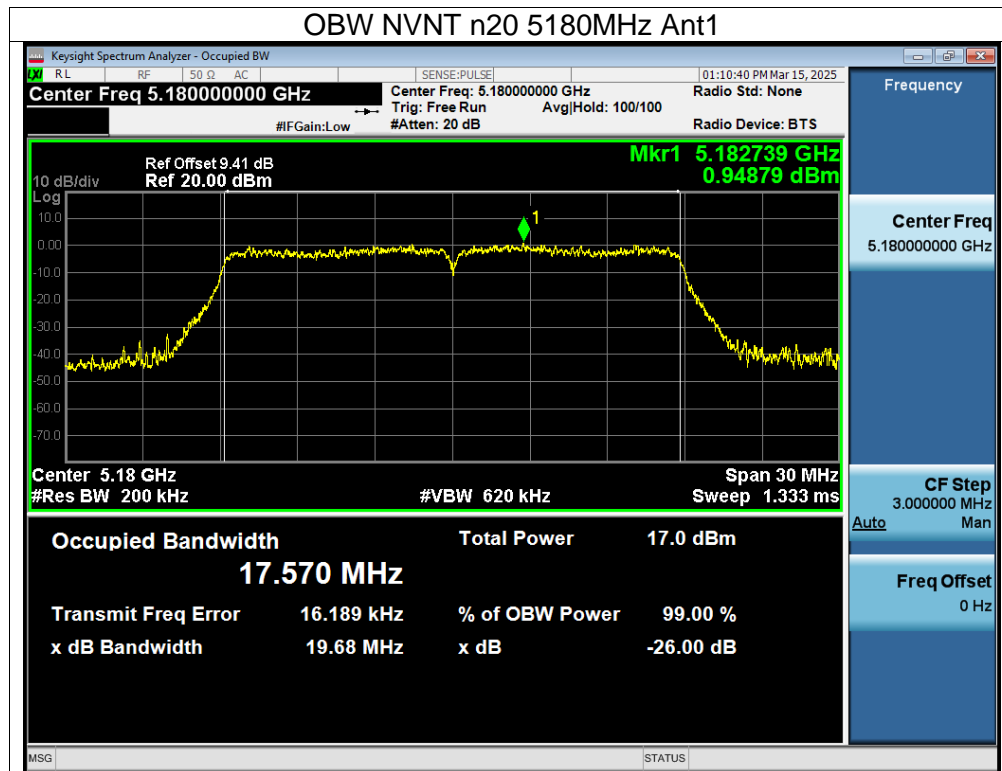 OBW NVNT n20 5180MHz Ant1
Keysight Spectrum Analyzer - Occupied BW
LXI RL RF 50 Ω AC SENSE:PULSE 01:10:40 PM Mar 15, 2025
Center Freq 5.180000000 GHz Center Freq: 5.180000000 GHz Radio Std: None
Trig: Free Run Avg|Hold: 100/100
#IFGain:Low #Atten: 20 dB Radio Device: BTS
Frequency
Mkr1 5.182739 GHz
0.94879 dBm
Ref Offset 9.41 dB
10 dB/div Ref 20.00 dBm
Log
10.0
0.00
-10.0
-20.0
-30.0
-40.0
-50.0
-60.0
-70.0
1
Center 5.18 GHz Span 30 MHz
#Res BW 200 kHz #VBW 620 kHz Sweep 1.333 ms
Center Freq
5.180000000 GHz
CF Step
3.000000 MHz
Auto Man
Freq Offset
0 Hz
Occupied Bandwidth Total Power 17.0 dBm
17.570 MHz
Transmit Freq Error 16.189 kHz % of OBW Power 99.00 %
x dB Bandwidth 19.68 MHz x dB -26.00 dB
MSG STATUS